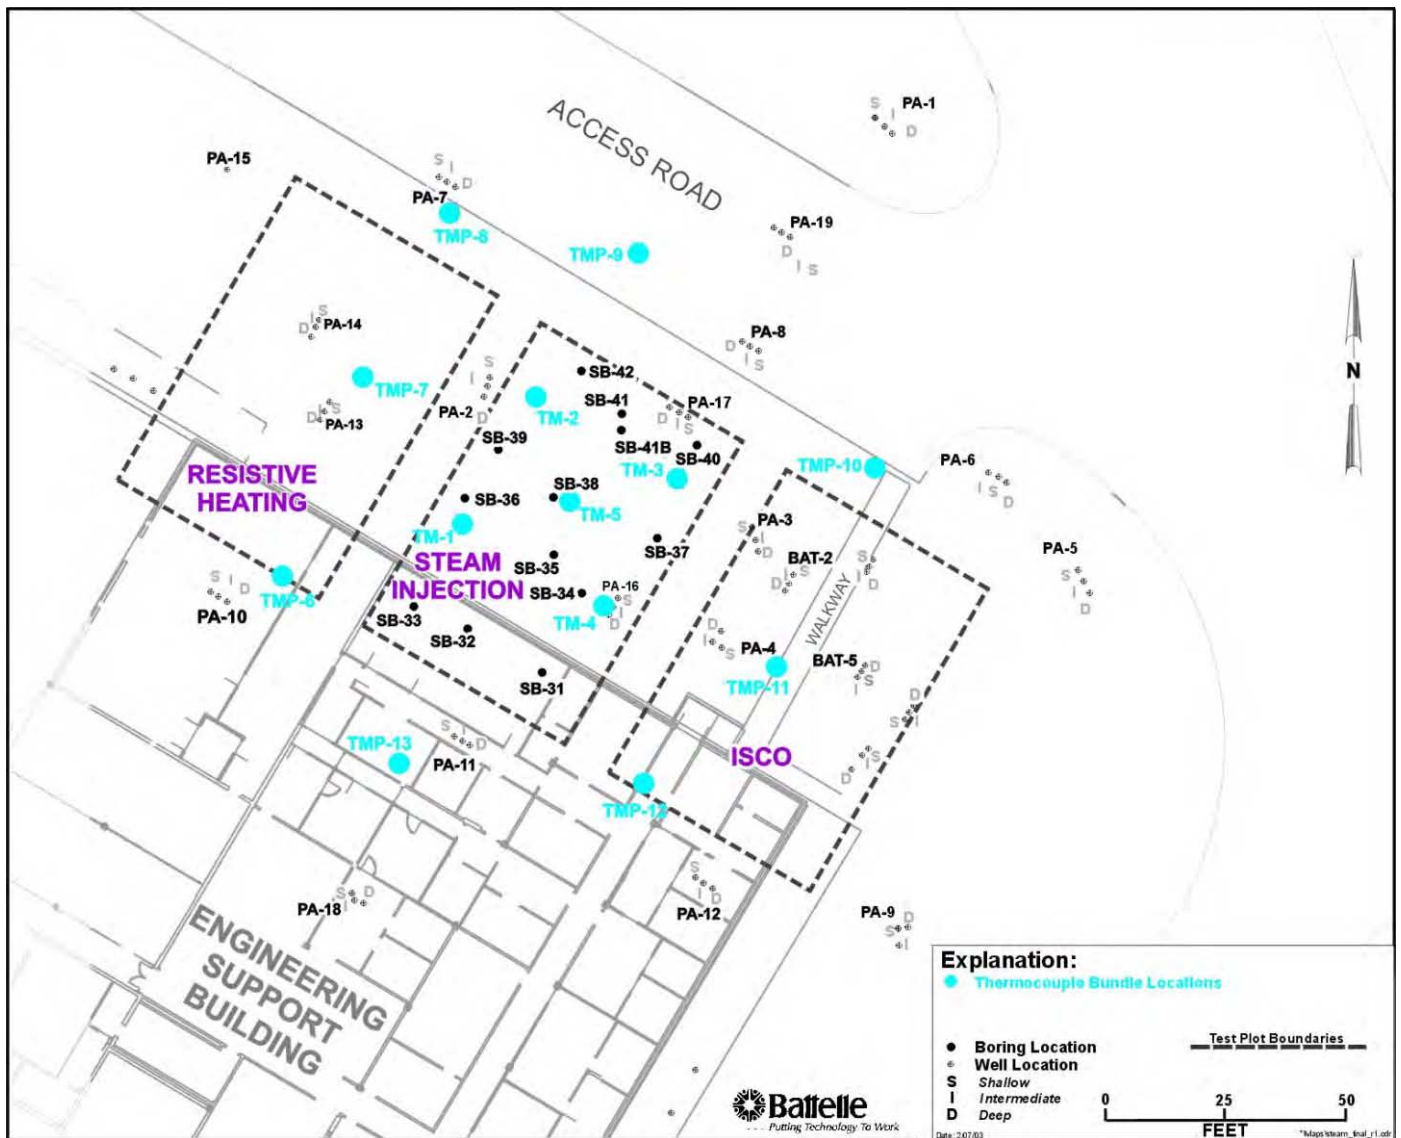 S
I
D
PA-1
ACCESS ROAD
PA-15
S
I
D
PA-7
TMP-8
TMP-9
PA-19
D
I
S
S
I
D
PA-14
TMP-7
D
I
S
PA-13
S
I
D
PA-2
TM-2
SB-42
SB-41
SB-41B
SB-40
PA-17
D
I
S
PA-8
D
I
S
N
SB-39
TM-3
SB-36
SB-38
TM-5
TM-1
SB-37
RESISTIVE
HEATING
STEAM
INJECTION
SB-35
SB-34
PA-16
S
I
D
TM-4
SB-33
SB-32
SB-31
TMP-10
PA-6
I
S
D
PA-5
S
I
D
PA-3
S
I
D
BAT-2
I
S
D
S
I
D
WALKWAY
D
I
S
PA-4
TMP-11
BAT-5
D
I
S
D
S
I
S
I
D
ISCO
TMP-6
S
I
D
PA-10
TMP-13
S
I
D
PA-11
TMP-12
S
D
I
PA-18
S
I
D
PA-12
PA-9
D
S
I
ENGINEERING
SUPPORT
BUILDING
Battelle
Putting Technology To Work
Explanation:
Thermocouple Bundle Locations
Test Plot Boundaries
Boring Location
Well Location
S Shallow
I Intermediate
D Deep
0 25 50
FEET
Date: 2/07/03